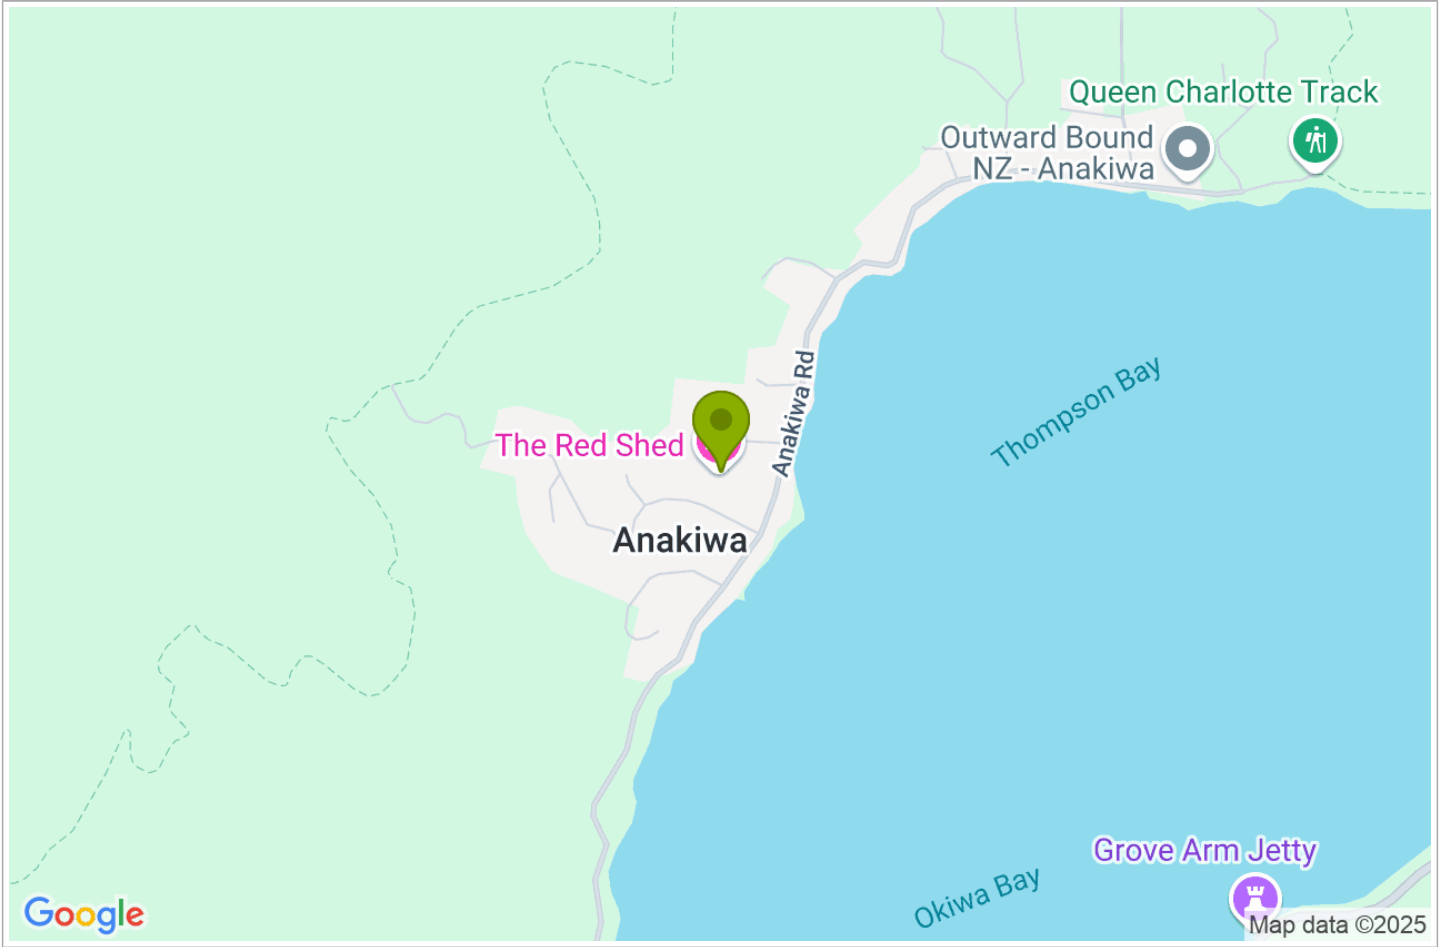 Queen Charlotte Track
Outward Bound
NZ - Anakiwa
Anakiwa Rd
Thompson Bay
The Red Shed
Anakiwa
Grove Arm Jetty
Okiwa Bay
Google
Map data ©2025